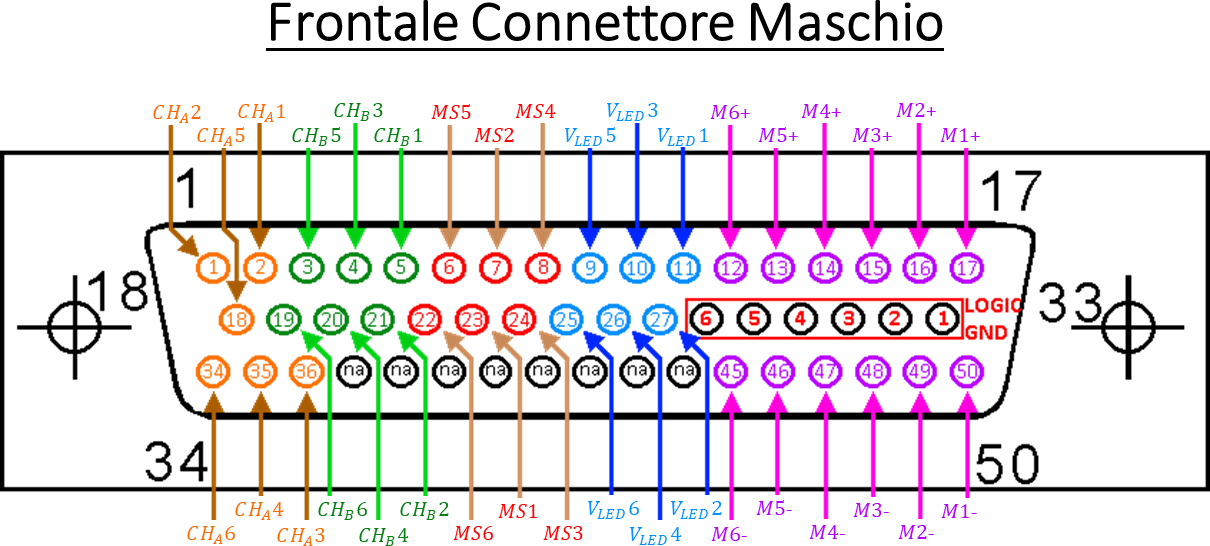 Frontale Connettore Maschio
CH_A2 CH_A1 CH_B3 MS5 MS4 V_LED3 M6+ M4+ M2+
CH_A5 CH_B5 CH_B1 MS2 V_LED5 V_LED1 M5+ M3+ M1+
1 17
1 2 3 4 5 6 7 8 9 10 11 12 13 14 15 16 17
18 33
18 19 20 21 22 23 24 25 26 27 6 5 4 3 2 1 LOGIC
GND
34 35 36 na na na na na na na na 45 46 47 48 49 50
34 50
CH_A4 CH_B6 CH_B2 MS1 V_LED6 V_LED2 M5- M3- M1-
CH_A6 CH_A3 CH_B4 MS6 MS3 V_LED4 M6- M4- M2-